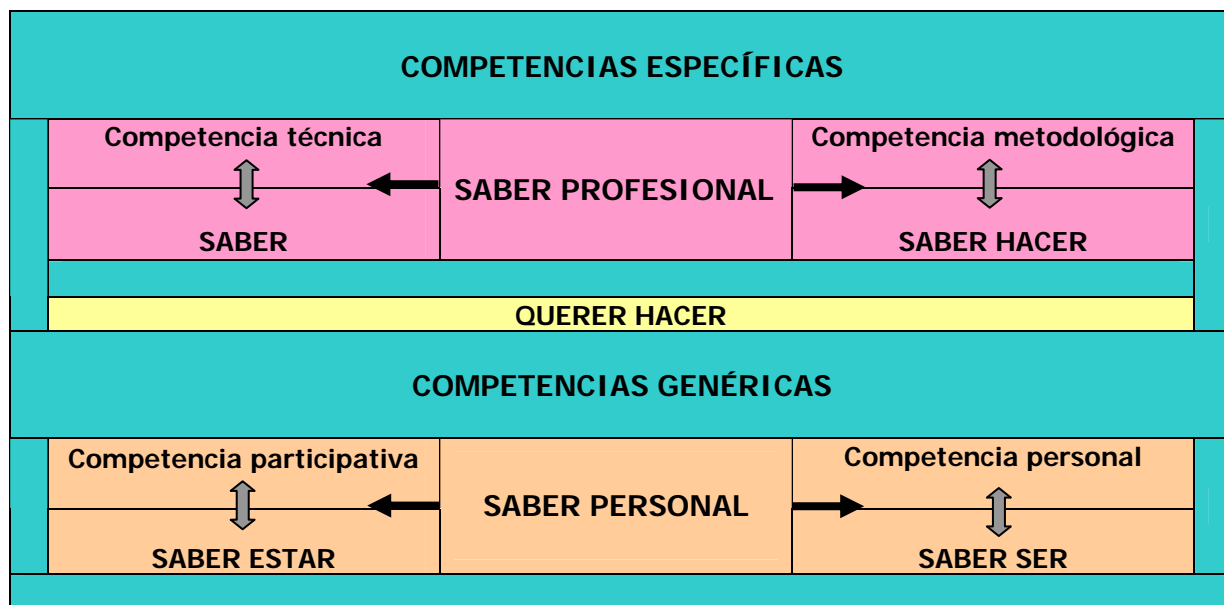 COMPETENCIAS ESPECÍFICAS
Competencia técnica
SABER PROFESIONAL
Competencia metodológica
SABER
SABER HACER
QUERER HACER
COMPETENCIAS GENÉRICAS
Competencia participativa
SABER PERSONAL
Competencia personal
SABER ESTAR
SABER SER